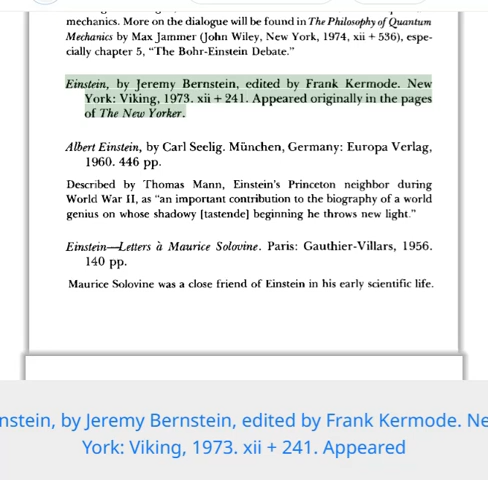 mechanics. More on the dialogue will be found in The Philosophy of Quantum
Mechanics by Max Jammer (John Wiley, New York, 1974, xii + 536), espe-
cially chapter 5, “The Bohr-Einstein Debate.”
Einstein, by Jeremy Bernstein, edited by Frank Kermode. New
York: Viking, 1973. xii + 241. Appeared originally in the pages
of The New Yorker.
Albert Einstein, by Carl Seelig. München, Germany: Europa Verlag,
1960. 446 pp.
Described by Thomas Mann, Einstein’s Princeton neighbor during
World War II, as “an important contribution to the biography of a world
genius on whose shadowy [tastende] beginning he throws new light.”
Einstein—Letters à Maurice Solovine. Paris: Gauthier-Villars, 1956.
140 pp.
Maurice Solovine was a close friend of Einstein in his early scientific life.
nstein, by Jeremy Bernstein, edited by Frank Kermode. Ne
York: Viking, 1973. xii + 241. Appeared